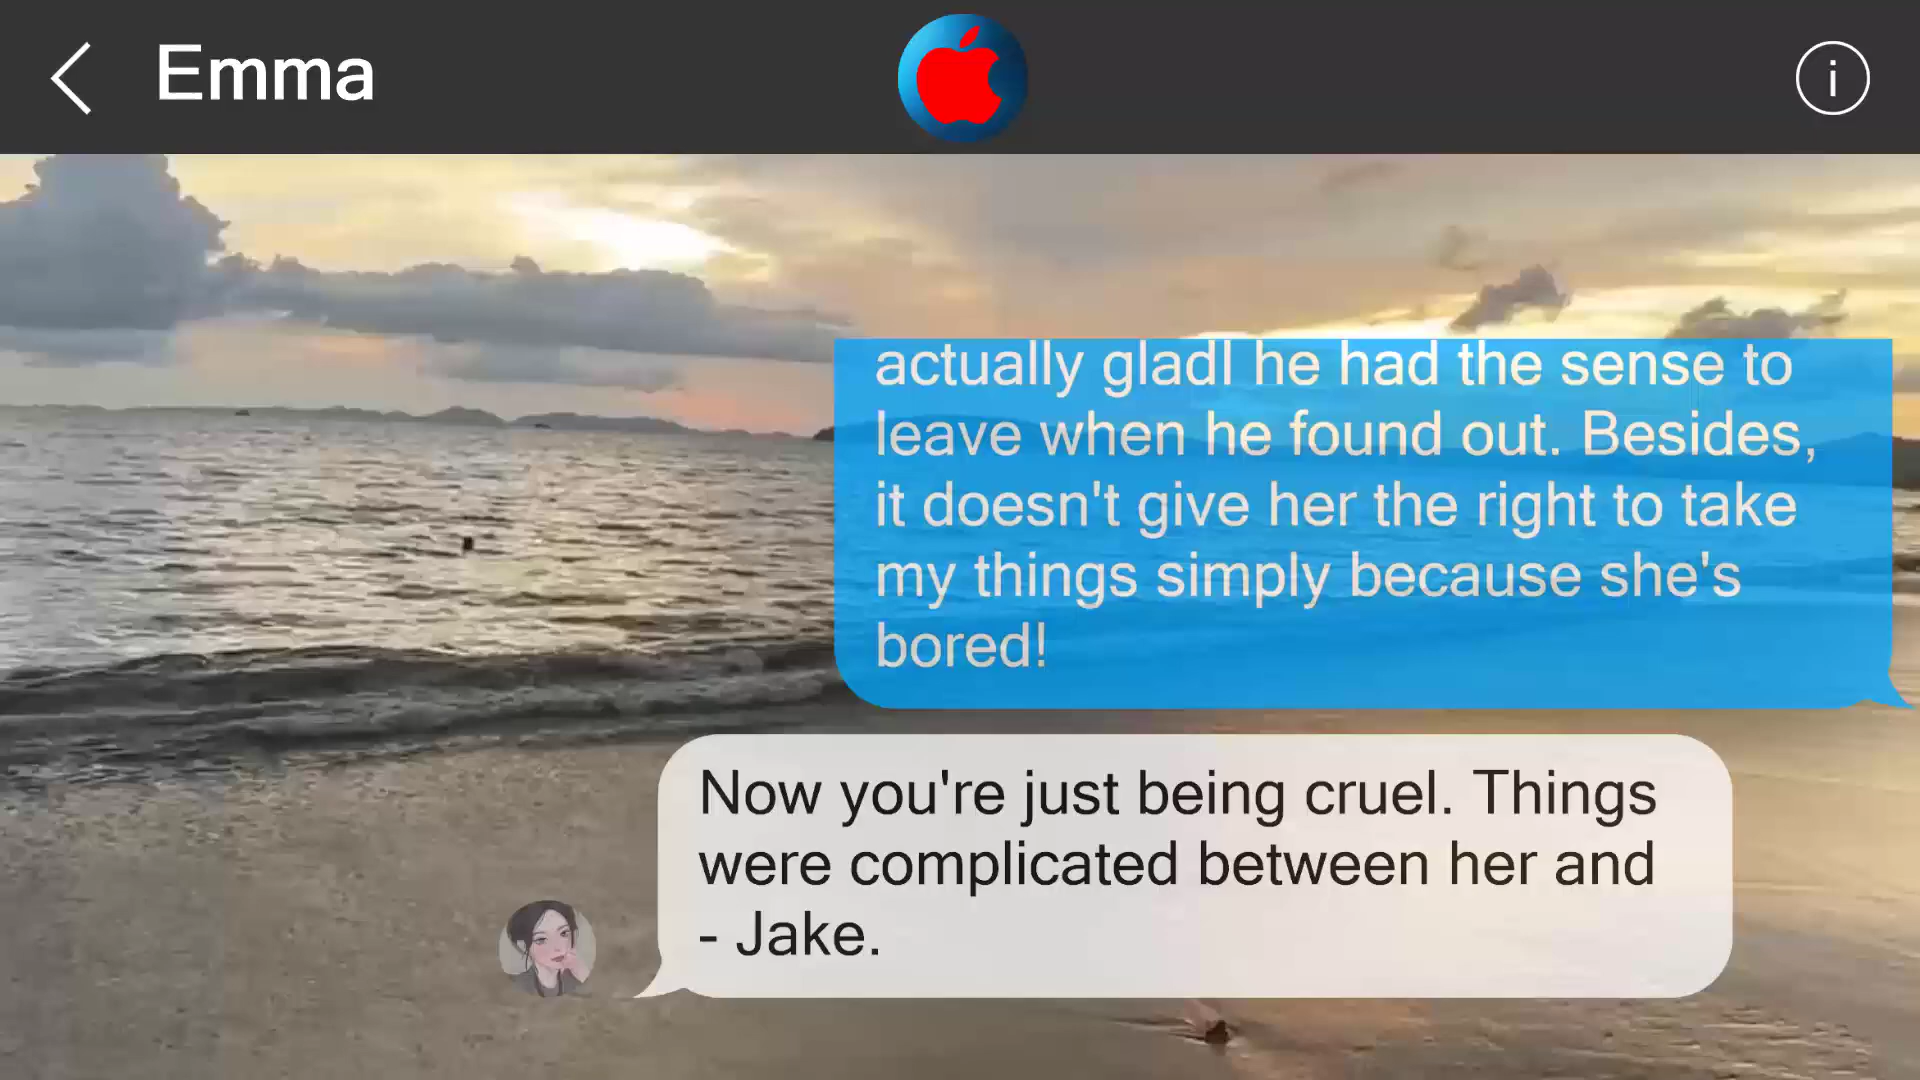 Emma
i
actually gladl he had the sense to
leave when he found out. Besides,
it doesn't give her the right to take
my things simply because she's
bored!
Now you're just being cruel. Things
were complicated between her and
- Jake.